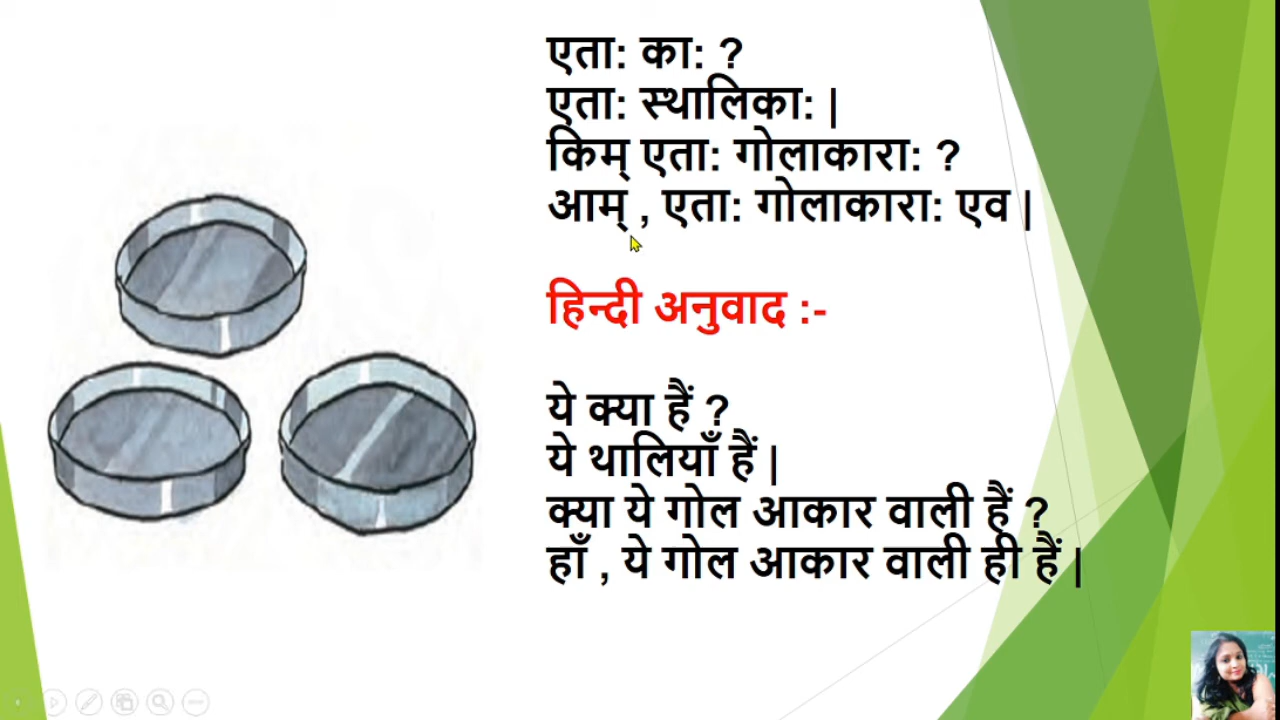 एता: का: ?
एता: स्थालिका: |
किम् एता: गोलाकारा: ?
आम् , एता: गोलाकारा: एव |
हिन्दी अनुवाद :-
ये क्या हैं ?
ये थालियाँ हैं |
क्या ये गोल आकार वाली हैं ?
हाँ , ये गोल आकार वाली ही हैं |